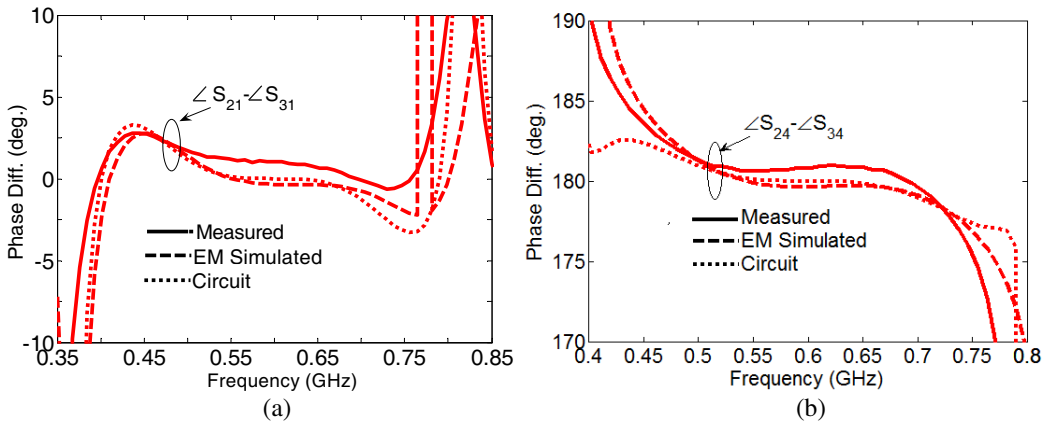 10
5
0
-5
-10
Phase Diff. (deg.)
∠ S21-∠S31
Measured
EM Simulated
Circuit
0.35 0.45 0.55 0.65 0.75 0.85
Frequency (GHz)
(a)
190
185
180
175
170
Phase Diff. (deg.)
∠S24-∠S34
Measured
EM Simulated
Circuit
0.4 0.45 0.5 0.55 0.6 0.65 0.7 0.75 0.8
Frequency (GHz)
(b)